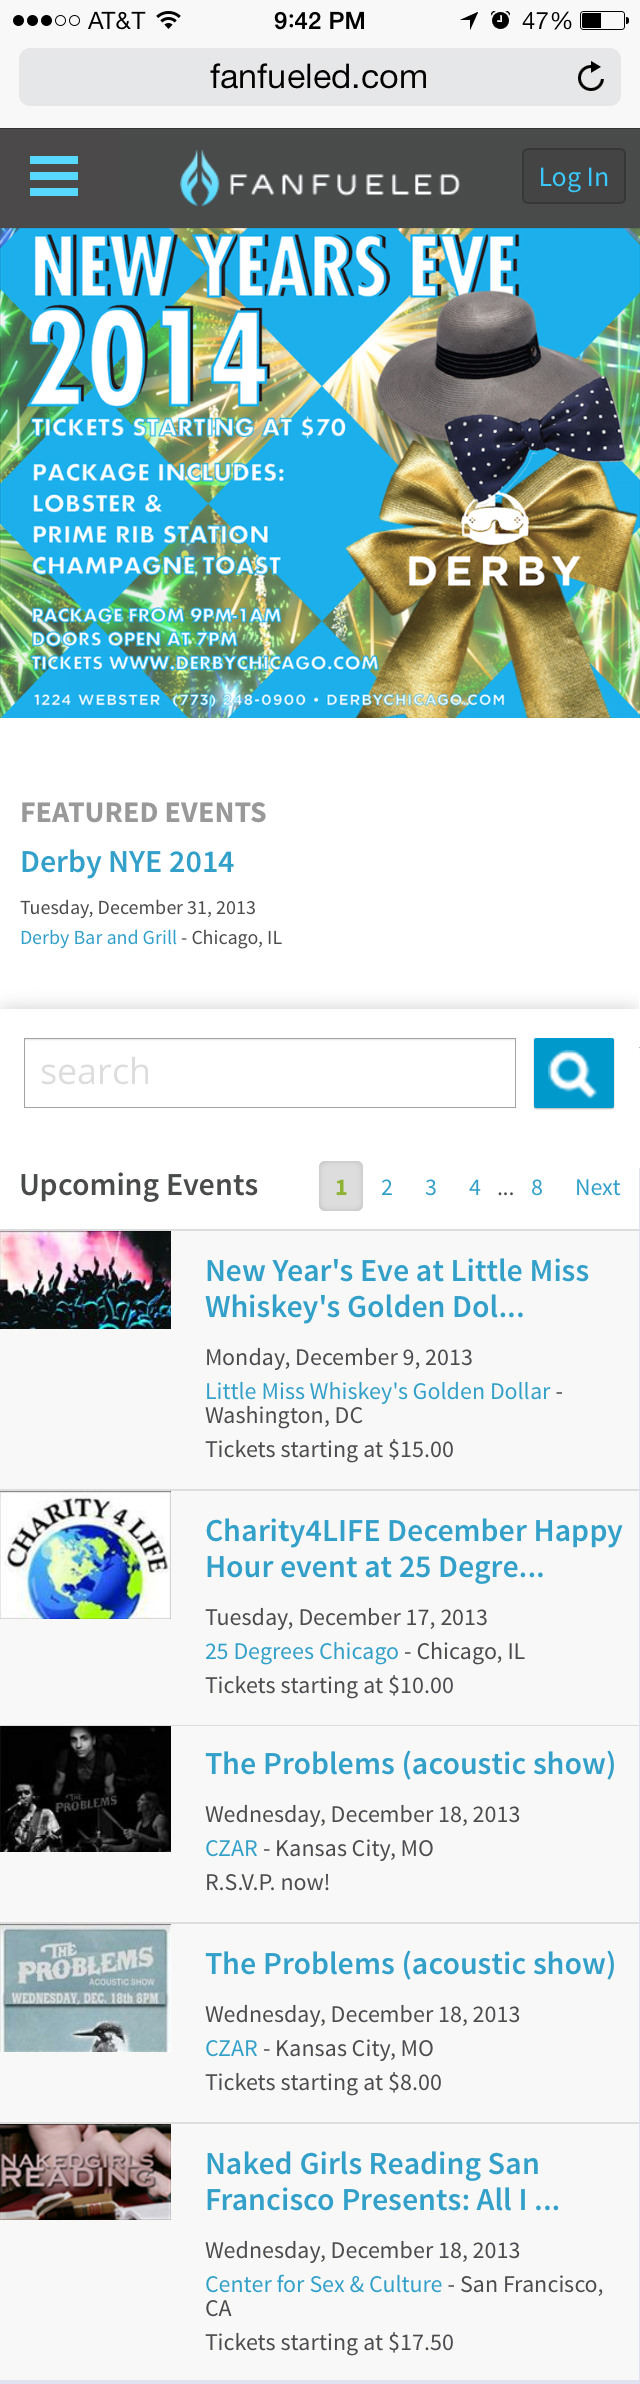 AT&T 9:42 PM 47%
fanfueled.com
FANFUELED Log In
NEW YEARS EVE
2014
TICKETS STARTING AT $70
PACKAGE INCLUDES:
LOBSTER &
PRIME RIB STATION
CHAMPAGNE TOAST
DERBY
PACKAGE FROM 9PM-1AM
DOORS OPEN AT 7PM
TICKETS WWW.DERBYCHICAGO.COM
1224 WEBSTER (773) 248-0900 • DERBYCHICAGO.COM
FEATURED EVENTS
Derby NYE 2014
Tuesday, December 31, 2013
Derby Bar and Grill - Chicago, IL
search
Upcoming Events 1 2 3 4 ... 8 Next
New Year's Eve at Little Miss
Whiskey's Golden Dol...
Monday, December 9, 2013
Little Miss Whiskey's Golden Dollar -
Washington, DC
Tickets starting at $15.00
CHARITY 4 LIFE
Charity4LIFE December Happy
Hour event at 25 Degre...
Tuesday, December 17, 2013
25 Degrees Chicago - Chicago, IL
Tickets starting at $10.00
THE
PROBLEMS
The Problems (acoustic show)
Wednesday, December 18, 2013
CZAR - Kansas City, MO
R.S.V.P. now!
THE
PROBLEMS
ACOUSTIC SHOW
WEDNESDAY, DEC. 18th 8PM
The Problems (acoustic show)
Wednesday, December 18, 2013
CZAR - Kansas City, MO
Tickets starting at $8.00
NAKEDGIRLS
READING
Naked Girls Reading San
Francisco Presents: All I ...
Wednesday, December 18, 2013
Center for Sex & Culture - San Francisco,
CA
Tickets starting at $17.50